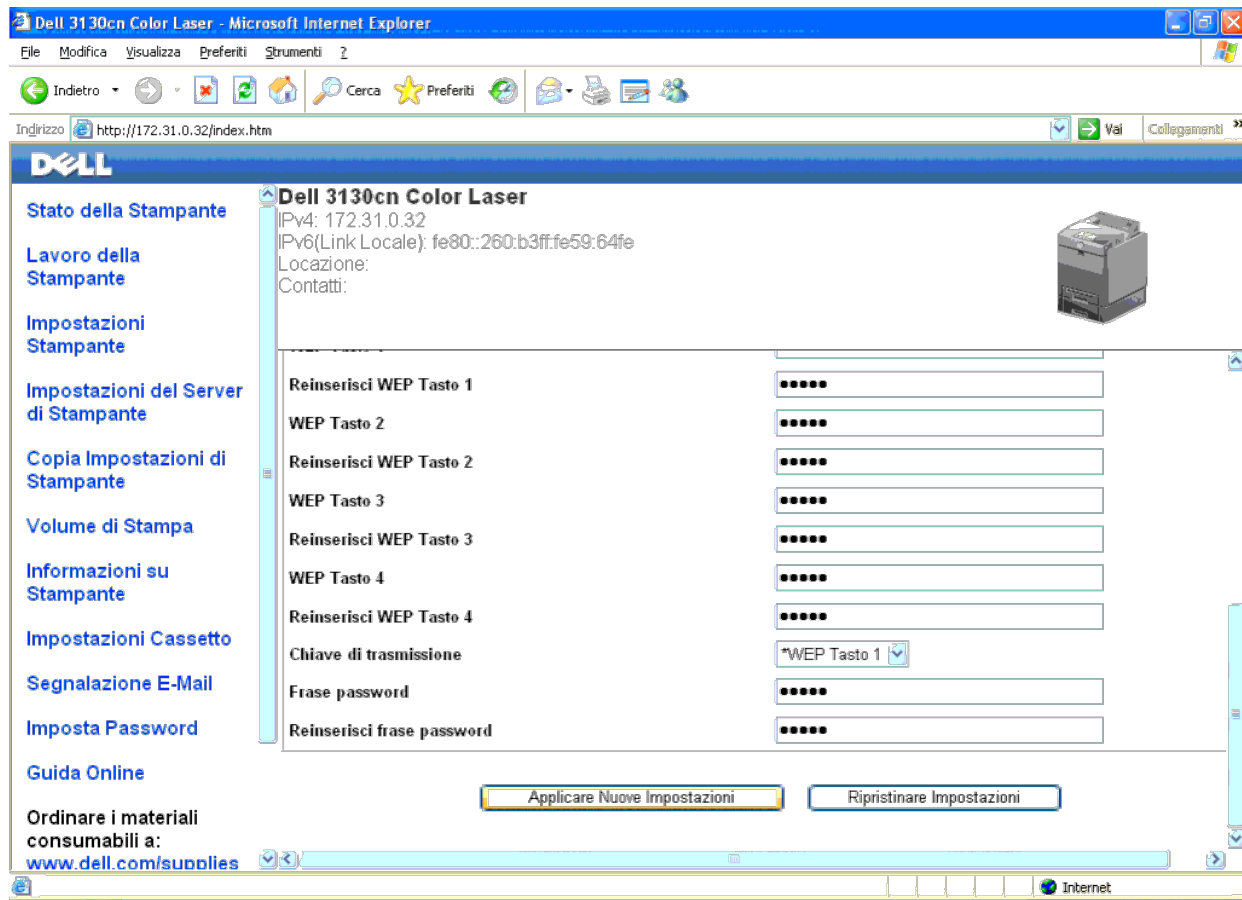 Dell 3130cn Color Laser - Microsoft Internet Explorer
File Modifica Visualizza Preferiti Strumenti ?
Indietro Cerca Preferiti
Indirizzo http://172.31.0.32/index.htm Vai Collegamenti »
DELL
Stato della Stampante
Lavoro della
Stampante
Impostazioni
Stampante
Impostazioni del Server
di Stampante
Copia Impostazioni di
Stampante
Volume di Stampa
Informazioni su
Stampante
Impostazioni Cassetto
Segnalazione E-Mail
Imposta Password
Guida Online
Ordinare i materiali
consumabili a:
www.dell.com/supplies
Dell 3130cn Color Laser
IPv4: 172.31.0.32
IPv6(Link Locale): fe80::260:b3ff:fe59:64fe
Locazione:
Contatti:
Reinserisci WEP Tasto 1 •••••
WEP Tasto 2 •••••
Reinserisci WEP Tasto 2 •••••
WEP Tasto 3 •••••
Reinserisci WEP Tasto 3 •••••
WEP Tasto 4 •••••
Reinserisci WEP Tasto 4 •••••
Chiave di trasmissione *WEP Tasto 1
Frase password •••••
Reinserisci frase password •••••
Applicare Nuove Impostazioni Ripristinare Impostazioni
Internet